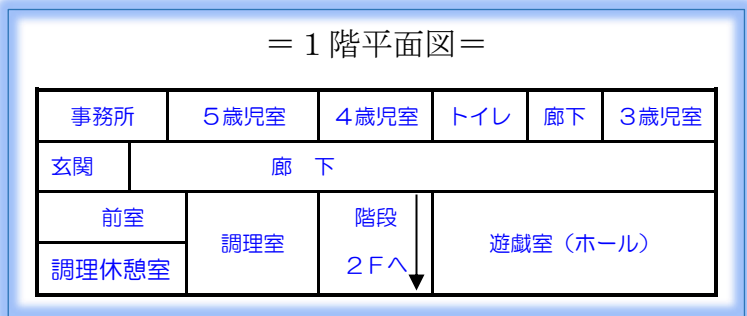 ＝１階平面図＝
事務所 ５歳児室 ４歳児室 トイレ 廊下 ３歳児室
玄関 廊　下
前室 調理室 階段 遊戯室（ホール）
調理休憩室 ２Ｆへ